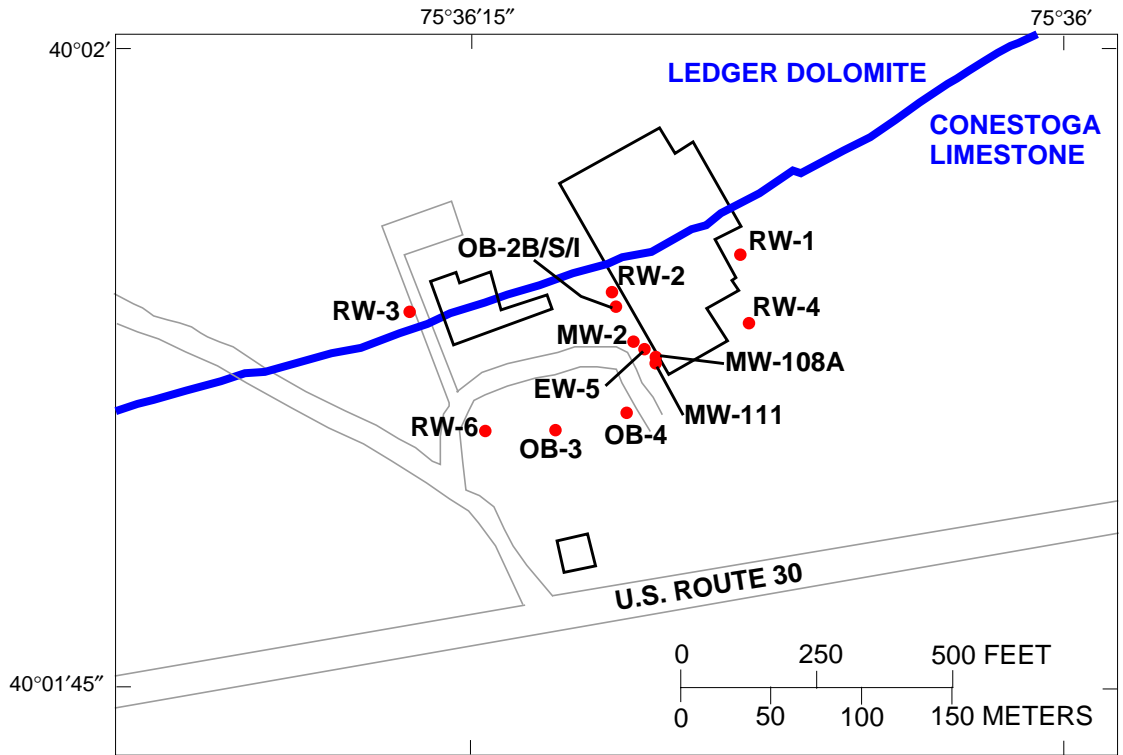 75°36′15″
75°36′
40°02′
LEDGER DOLOMITE
CONESTOGA
LIMESTONE
OB-2B/S/I
RW-1
RW-2
RW-3
RW-4
MW-2
MW-108A
EW-5
MW-111
RW-6
OB-3
OB-4
U.S. ROUTE 30
0 250 500 FEET
40°01′45″
0 50 100 150 METERS